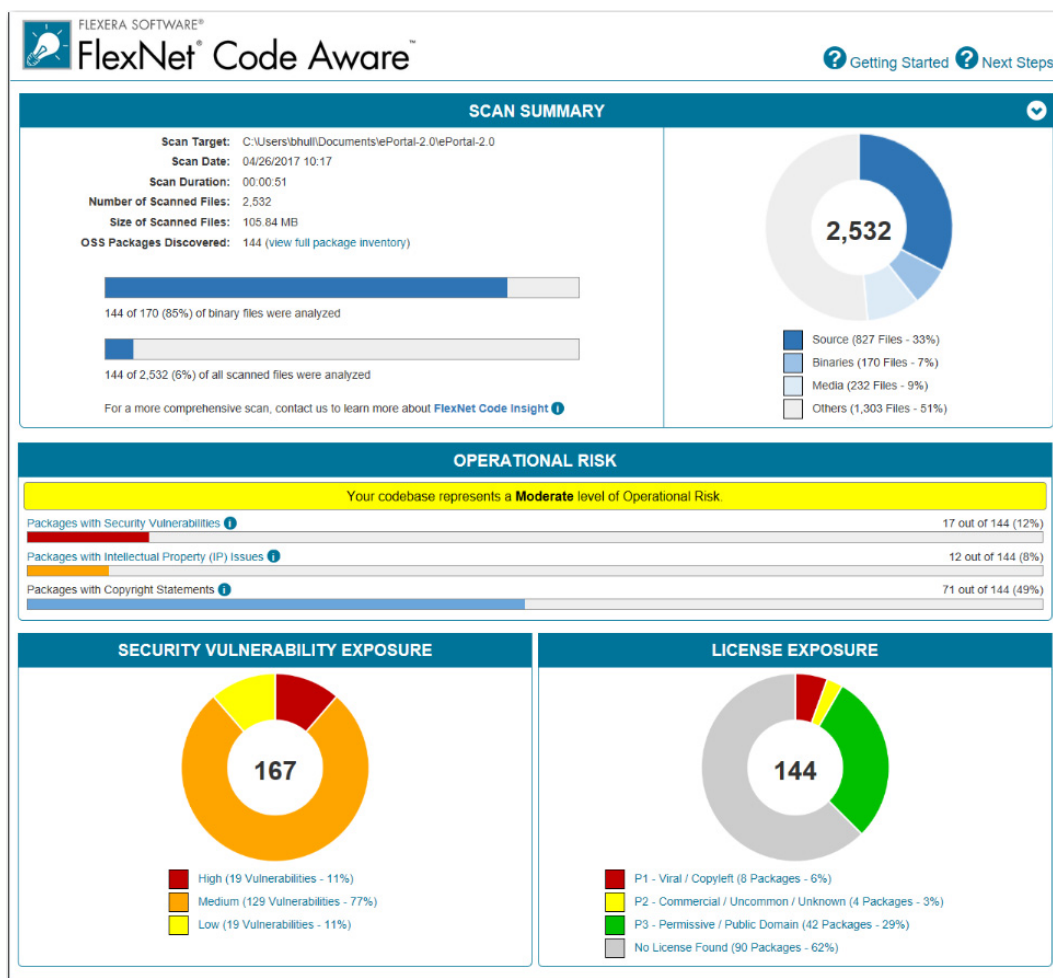 FLEXERA SOFTWARE®
FlexNet® Code Aware™
? Getting Started ? Next Steps
SCAN SUMMARY
Scan Target: C:\Users\bhull\Documents\ePortal-2.0\ePortal-2.0
Scan Date: 04/26/2017 10:17
Scan Duration: 00:00:51
Number of Scanned Files: 2,532
Size of Scanned Files: 105.84 MB
OSS Packages Discovered: 144 (view full package inventory)
144 of 170 (85%) of binary files were analyzed
144 of 2,532 (6%) of all scanned files were analyzed
For a more comprehensive scan, contact us to learn more about FlexNet Code Insight i
2,532
Source (827 Files - 33%)
Binaries (170 Files - 7%)
Media (232 Files - 9%)
Others (1,303 Files - 51%)
OPERATIONAL RISK
Your codebase represents a Moderate level of Operational Risk.
Packages with Security Vulnerabilities i 17 out of 144 (12%)
Packages with Intellectual Property (IP) Issues i 12 out of 144 (8%)
Packages with Copyright Statements i 71 out of 144 (49%)
SECURITY VULNERABILITY EXPOSURE
167
High (19 Vulnerabilities - 11%)
Medium (129 Vulnerabilities - 77%)
Low (19 Vulnerabilities - 11%)
LICENSE EXPOSURE
144
P1 - Viral / Copyleft (8 Packages - 6%)
P2 - Commercial / Uncommon / Unknown (4 Packages - 3%)
P3 - Permissive / Public Domain (42 Packages - 29%)
No License Found (90 Packages - 62%)